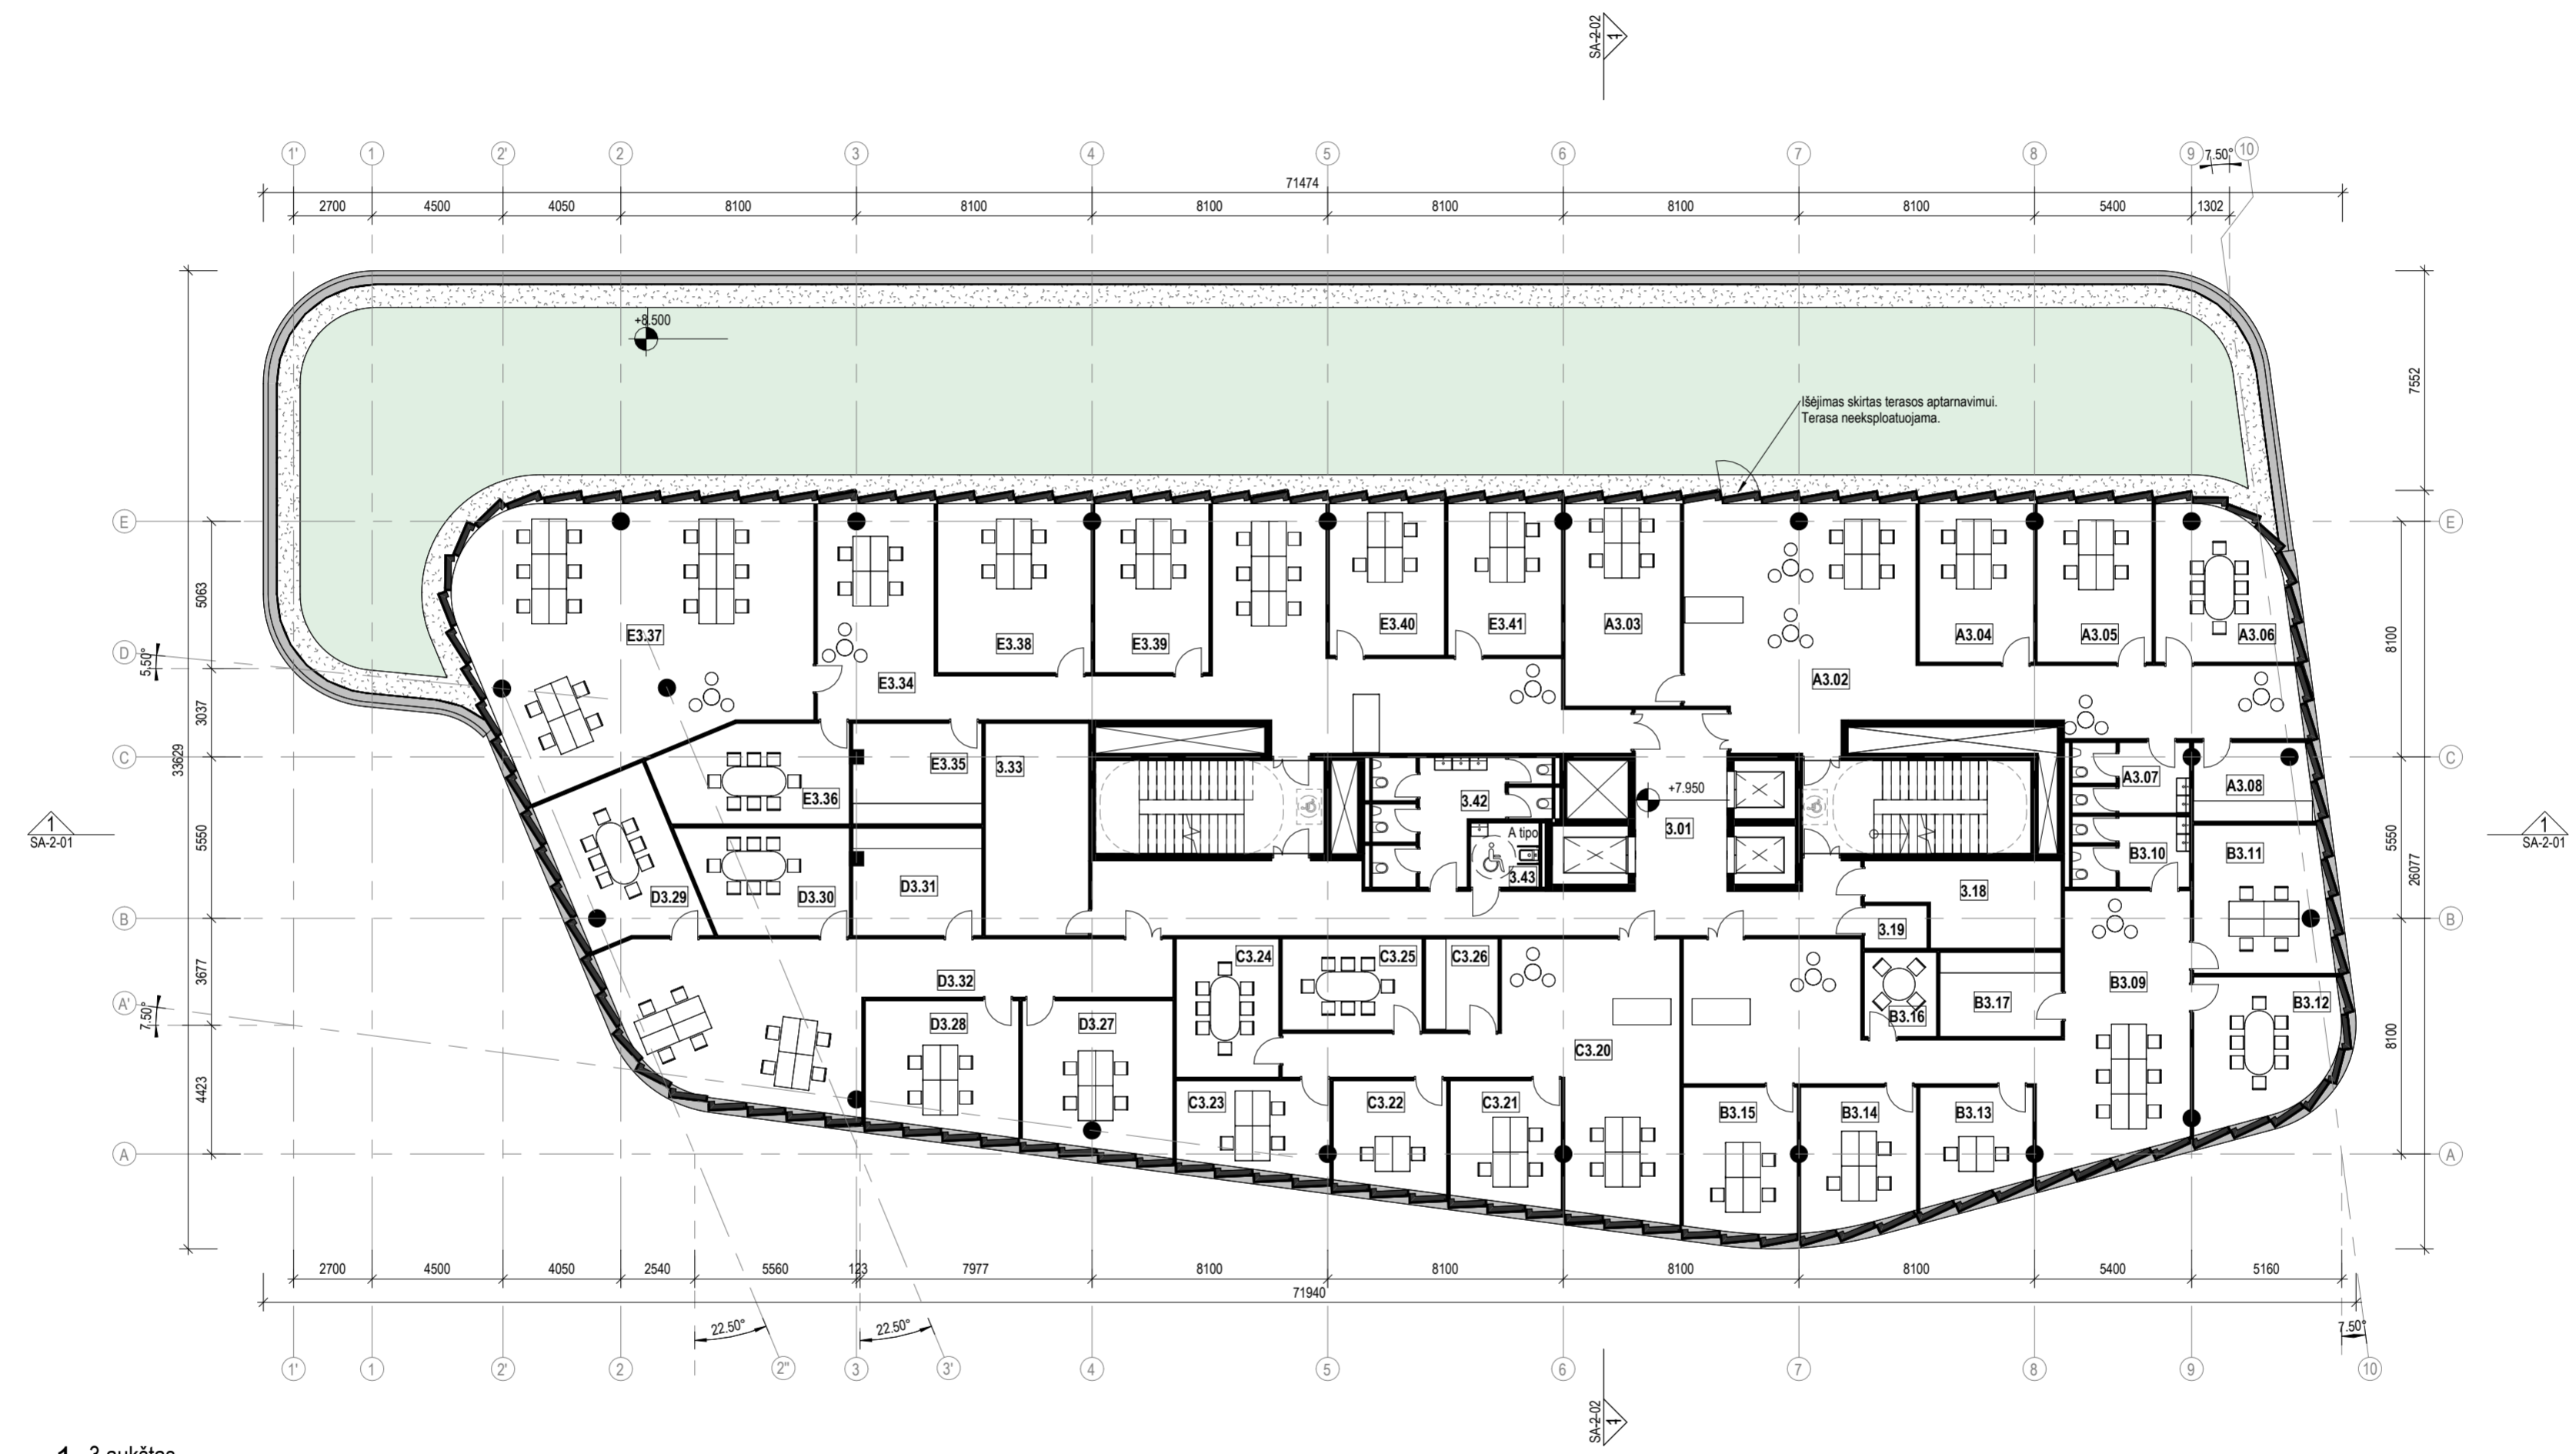 SA-2-02
1
1' 1 2' 2 3 4 5 6 7 8 9 7.50° 10
71474
2700 4500 4050 8100 8100 8100 8100 8100 8100 5400 1302
+8.500
7552
Išėjimas skirtas terasos aptarnavimui.
Terasa neeksploatuojama.
E E
5063
8100
E3.37 E3.38 E3.39 E3.40 E3.41 A3.03 A3.04 A3.05 A3.06
D
5.50°
E3.34 A3.02
3037
33629
C C
E3.35 3.33
E3.36 3.42 +7.950 A3.07 A3.08
3.01
1 1
SA-2-01 SA-2-01
5550 5550
26077
A tipo
3.43
B3.10 B3.11
D3.29 D3.30 D3.31 3.18
B B
3.19
3677
C3.24 C3.25 C3.26
D3.32 B3.09
A'
7.50°
B3.16 B3.17 B3.12
D3.28 D3.27 C3.20
8100
4423
C3.23 C3.22 C3.21 B3.15 B3.14 B3.13
A A
2700 4500 4050 2540 5560 123 7977 8100 8100 8100 8100 5400 5160
71940
22.50° 22.50° 7.50°
1' 1 2' 2 2" 3 3' 4 5 6 7 8 9 10
SA-2-02
1
1 3 aukštas